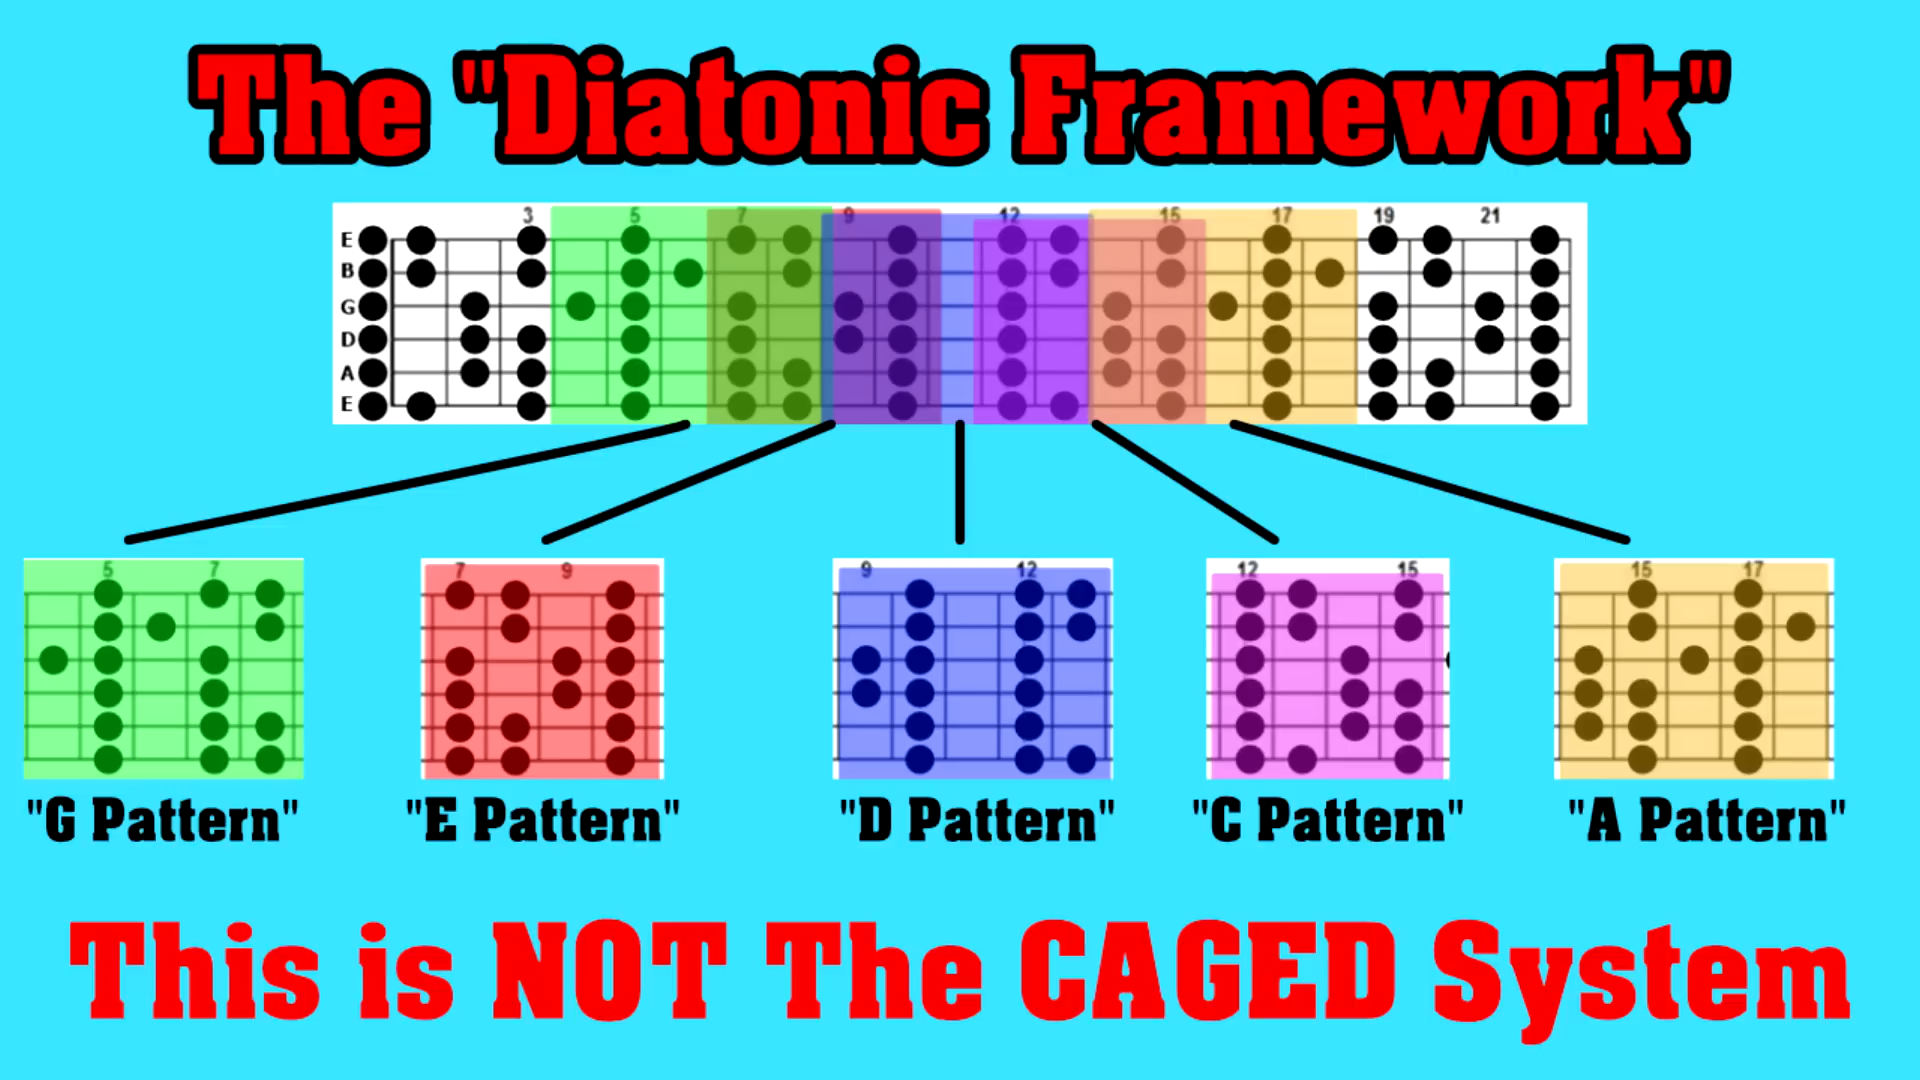 The "Diatonic Framework"
3 5 7 9 12 15 17 19 21
E
B
G
D
A
E
5 7
7 9
9 12
12 15
15 17
"G Pattern" "E Pattern" "D Pattern" "C Pattern" "A Pattern"
This is NOT The CAGED System